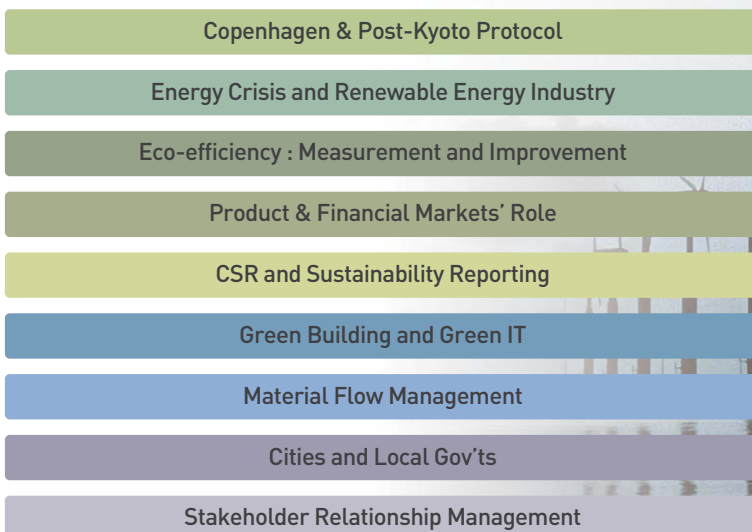 Copenhagen & Post-Kyoto Protocol
Energy Crisis and Renewable Energy Industry
Eco-efficiency : Measurement and Improvement
Product & Financial Markets’ Role
CSR and Sustainability Reporting
Green Building and Green IT
Material Flow Management
Cities and Local Gov’ts
Stakeholder Relationship Management